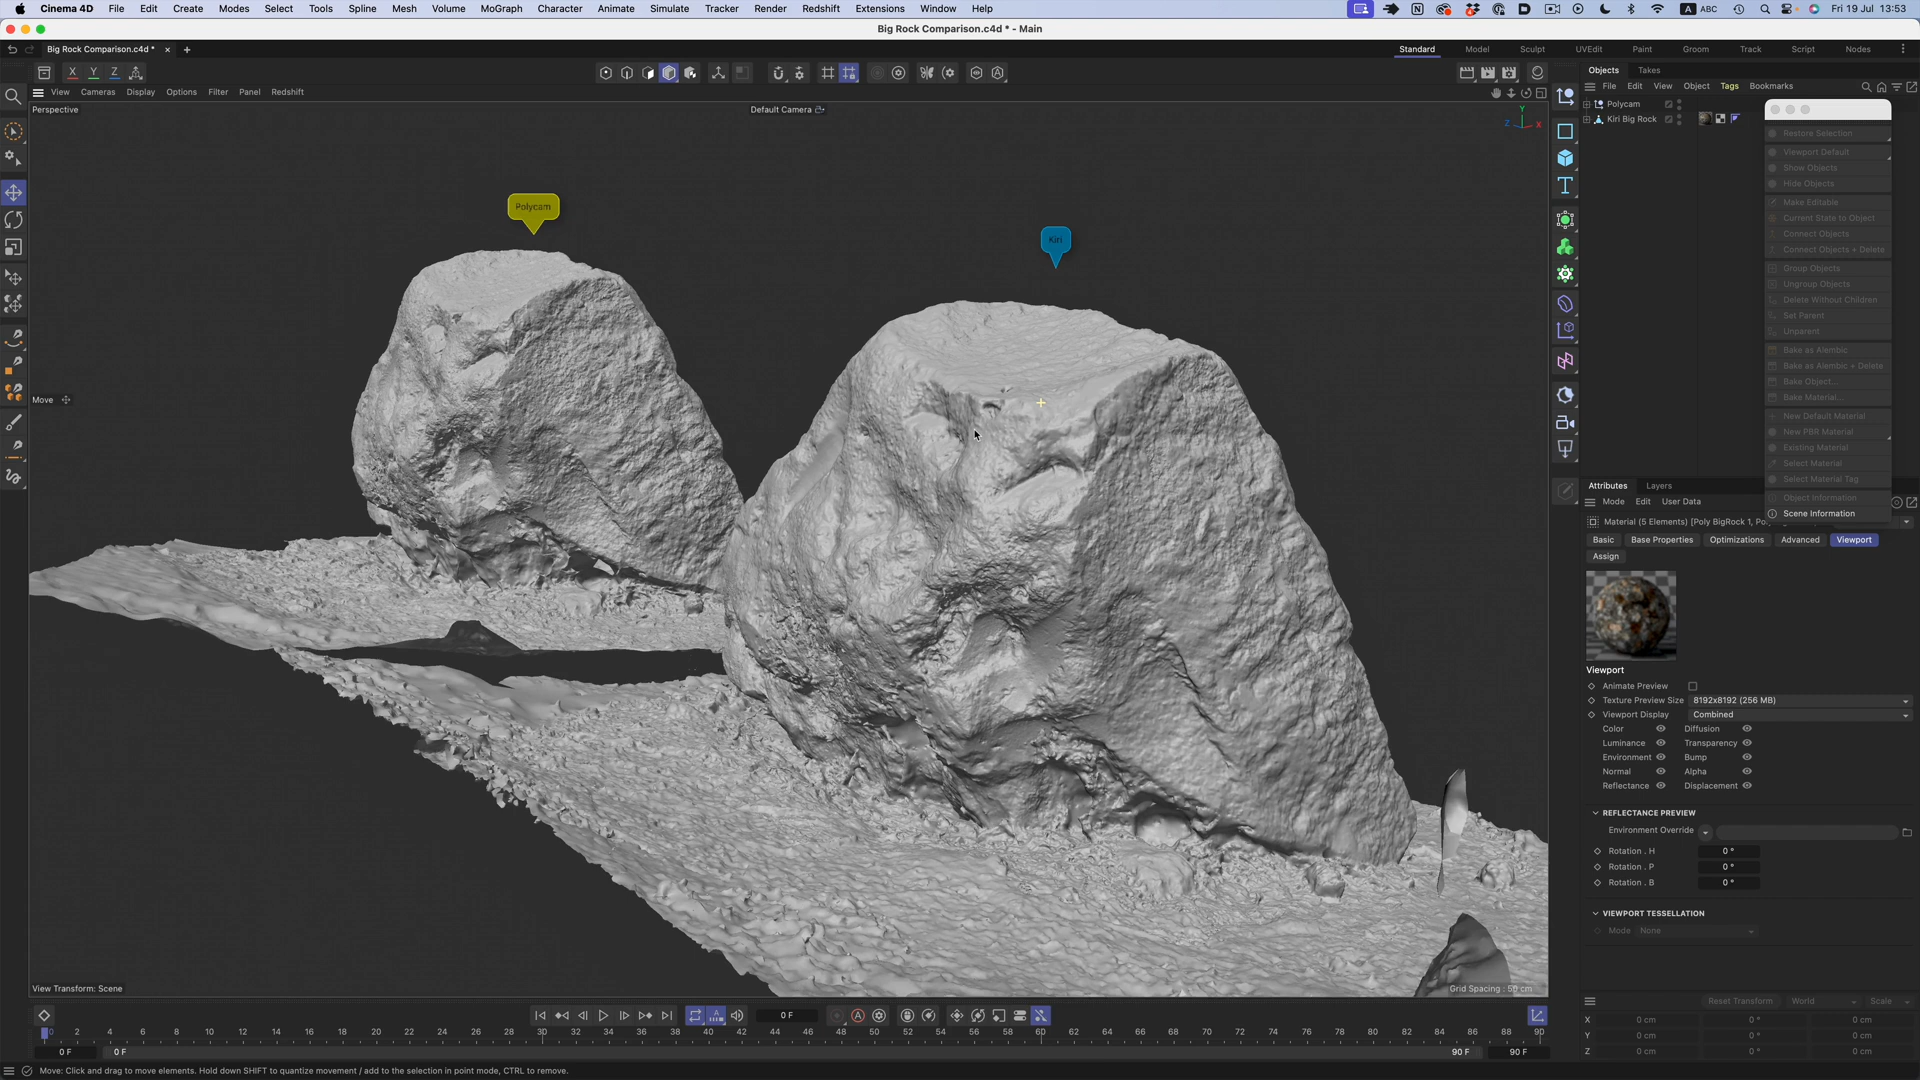 Cinema 4D File Edit Create Modes Select Tools Spline Mesh Volume MoGraph Character Animate Simulate Tracker Render Redshift Extensions Window Help
A ABC Fri 19 Jul 13:53
Big Rock Comparison.c4d * - Main
Big Rock Comparison.c4d * × +
Standard Model Sculpt UVEdit Paint Groom Track Script Nodes
X Y Z
Objects Takes
File Edit View Object Tags Bookmarks
View Cameras Display Options Filter Panel Redshift
Perspective
Default Camera
Y
Z X
Polycam
Kiri Big Rock
Restore Selection
Viewport Default
Show Objects
Hide Objects
Make Editable
Current State to Object
Connect Objects
Connect Objects + Delete
Group Objects
Ungroup Objects
Delete Without Children
Set Parent
Unparent
Bake as Alembic
Bake as Alembic + Delete
Bake Object...
Bake Material...
New Default Material
New PBR Material
Existing Material
Select Material
Select Material Tag
Object Information
Scene Information
Polycam
Kiri
Move
Attributes Layers
Mode Edit User Data
Material (5 Elements) [Poly BigRock 1, Poly
Basic Base Properties Optimizations Advanced Viewport
Assign
Viewport
Animate Preview
Texture Preview Size 8192x8192 (256 MB)
Viewport Display Combined
Color Diffusion
Luminance Transparency
Environment Bump
Normal Alpha
Reflectance Displacement
REFLECTANCE PREVIEW
Environment Override
Rotation . H 0 °
Rotation . P 0 °
Rotation . B 0 °
VIEWPORT TESSELLATION
Mode None
View Transform: Scene
Grid Spacing : 50 cm
Reset Transform World Scale
X 0 cm 0 ° 0 cm
Y 0 cm 0 ° 0 cm
Z 0 cm 0 ° 0 cm
0 F
0 2 4 6 8 10 12 14 16 18 20 22 24 26 28 30 32 34 36 38 40 42 44 46 48 50 52 54 56 58 60 62 64 66 68 70 72 74 76 78 80 82 84 86 88 90
0 F 0 F 90 F 90 F
Move: Click and drag to move elements. Hold down SHIFT to quantize movement / add to the selection in point mode, CTRL to remove.